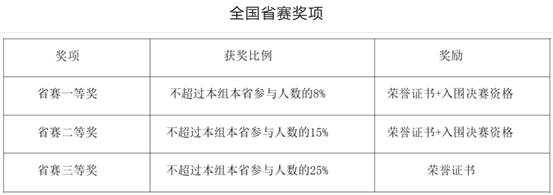 全国省赛奖项
奖项 获奖比例 奖励
省赛一等奖 不超过本组本省参与人数的8% 荣誉证书+入围决赛资格
省赛二等奖 不超过本组本省参与人数的15% 荣誉证书+入围决赛资格
省赛三等奖 不超过本组本省参与人数的25% 荣誉证书